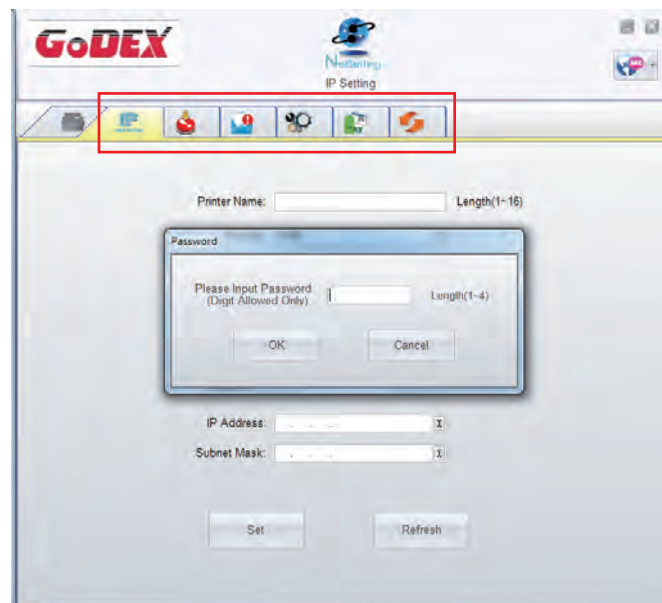 GoDEX
NetSetting
IP Setting
IP
Printer Name:
Length(1~16)
Password
Please Input Password
(Digit Allowed Only)
Length(1~4)
OK
Cancel
IP Address:
Subnet Mask:
Set
Refresh